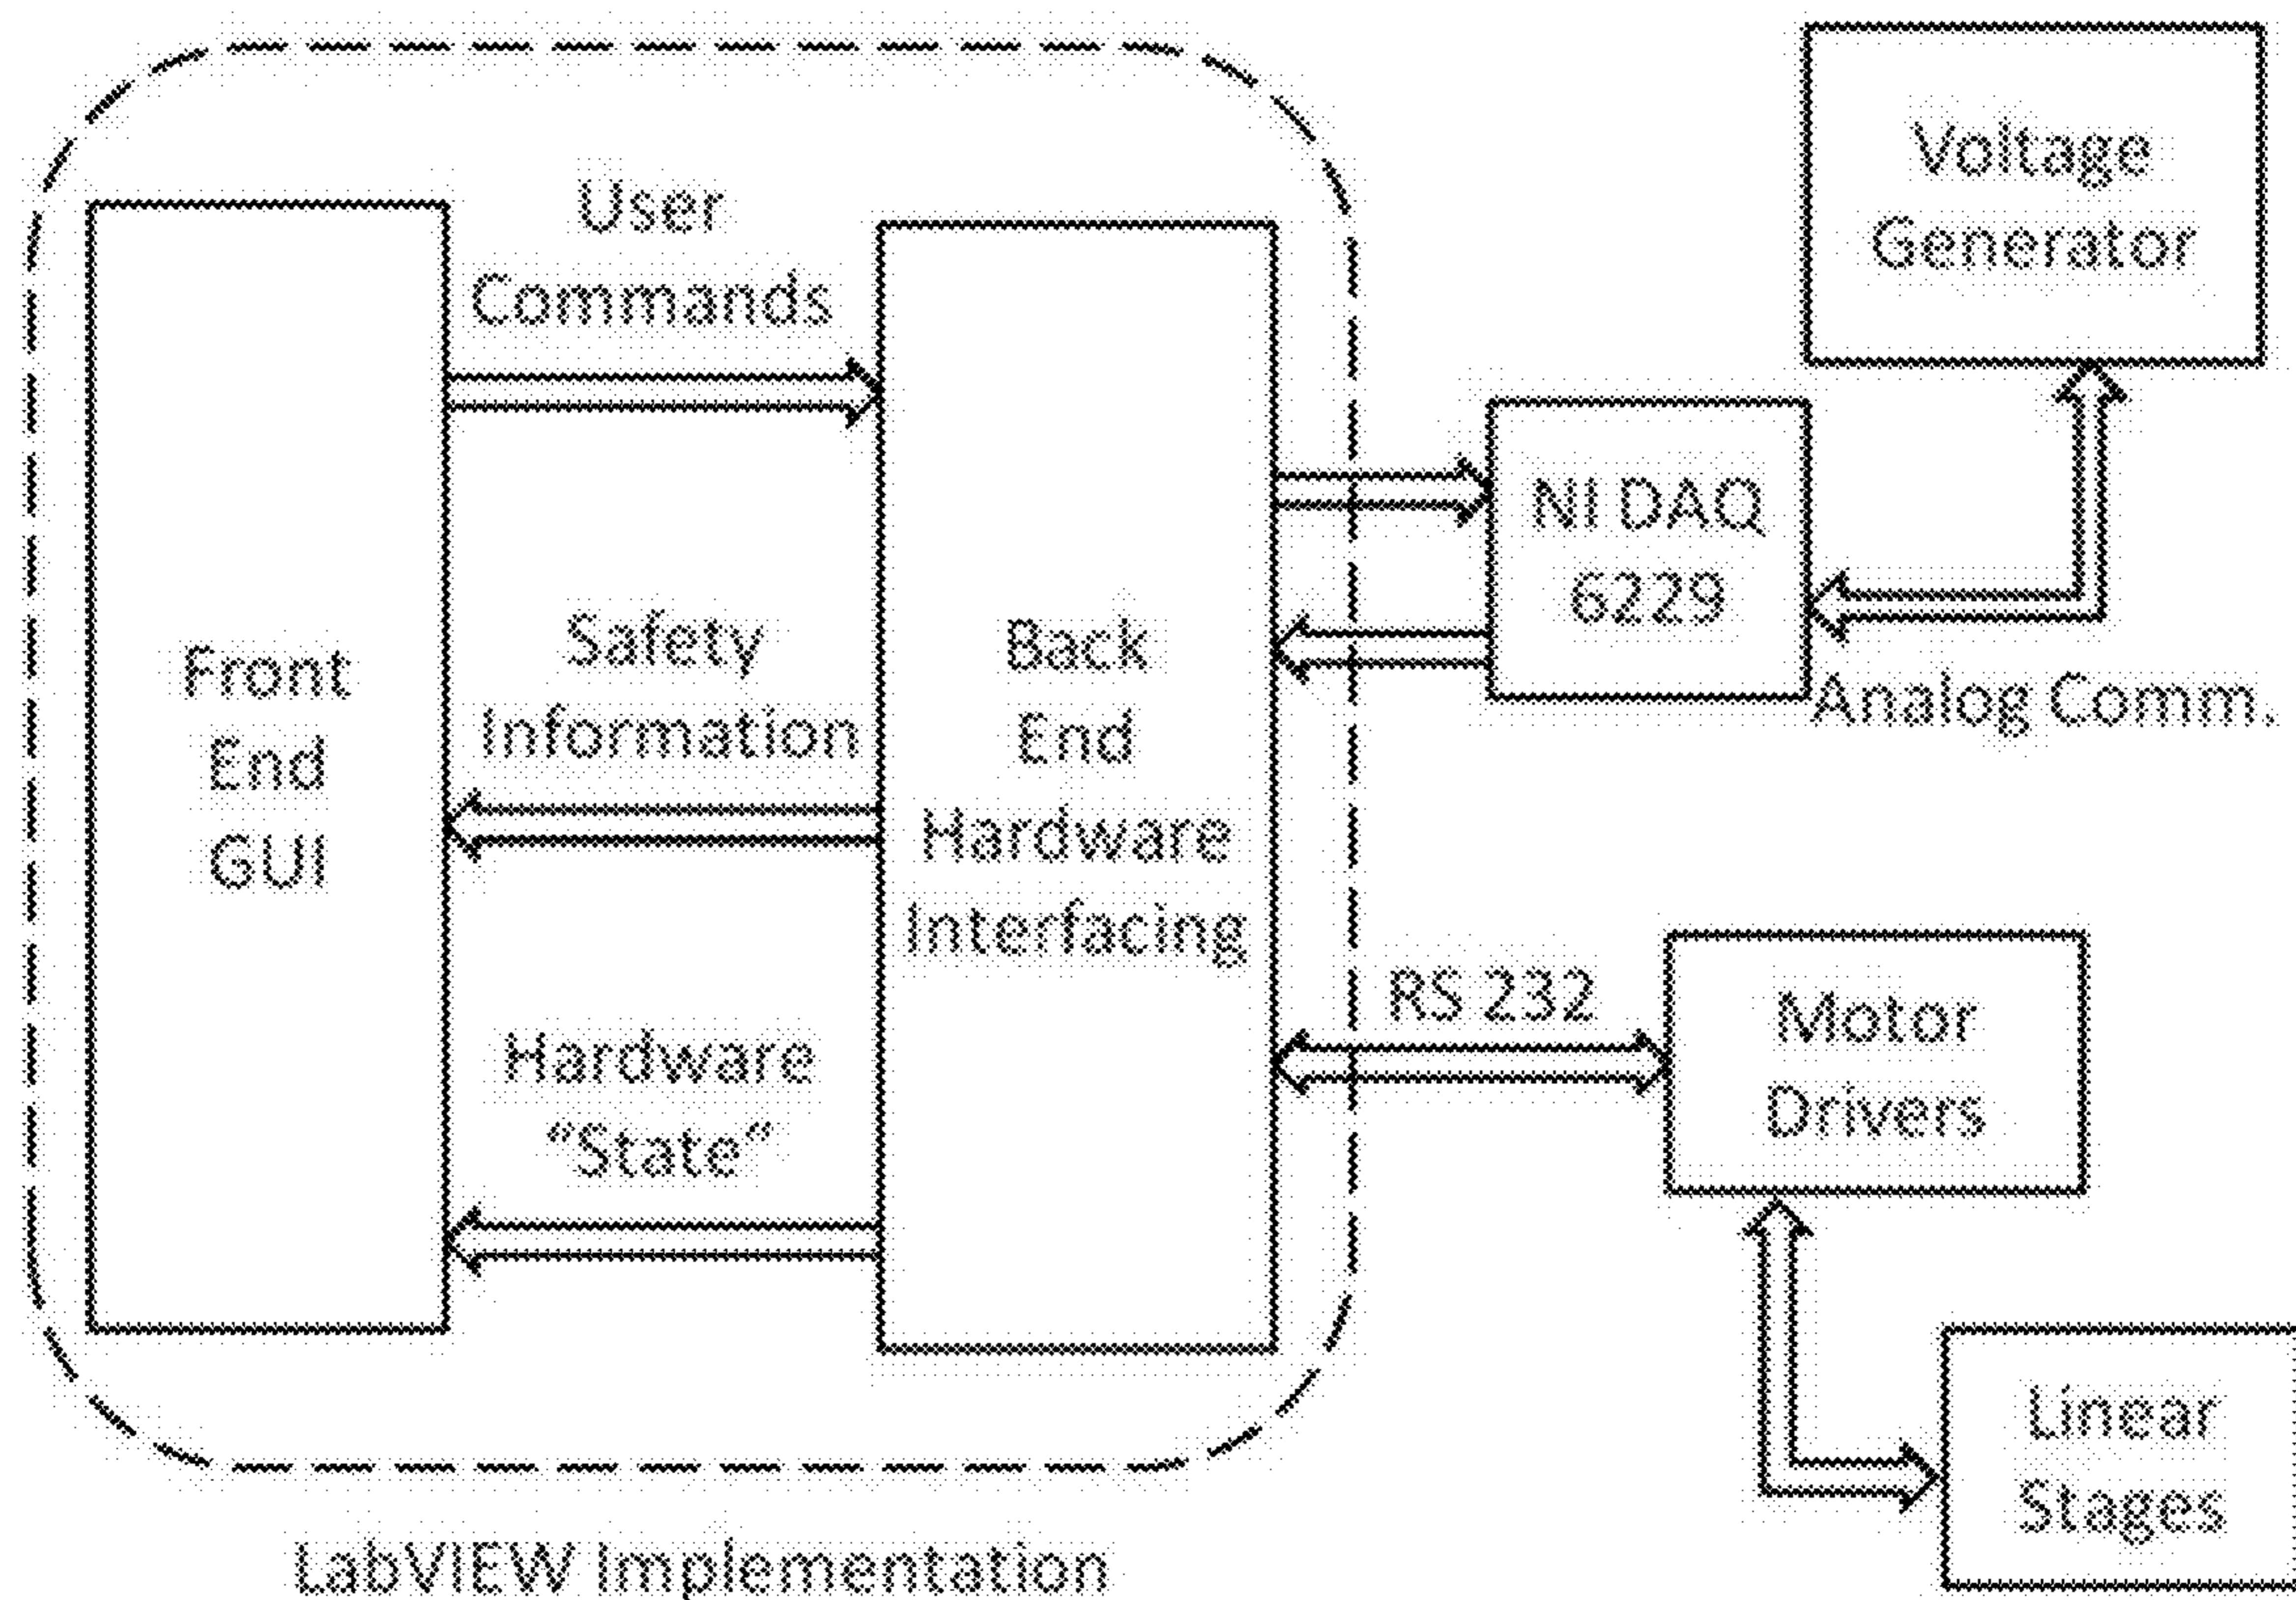 User
Commands
Front
End
GUI
Safety
Information
Hardware
“State“
Back
End
Hardware
Interfacing
LabVIEW Implementation
Voltage
Generator
NI DAQ
6229
Analog Comm.
RS 232
Motor
Drivers
Linear
Stages